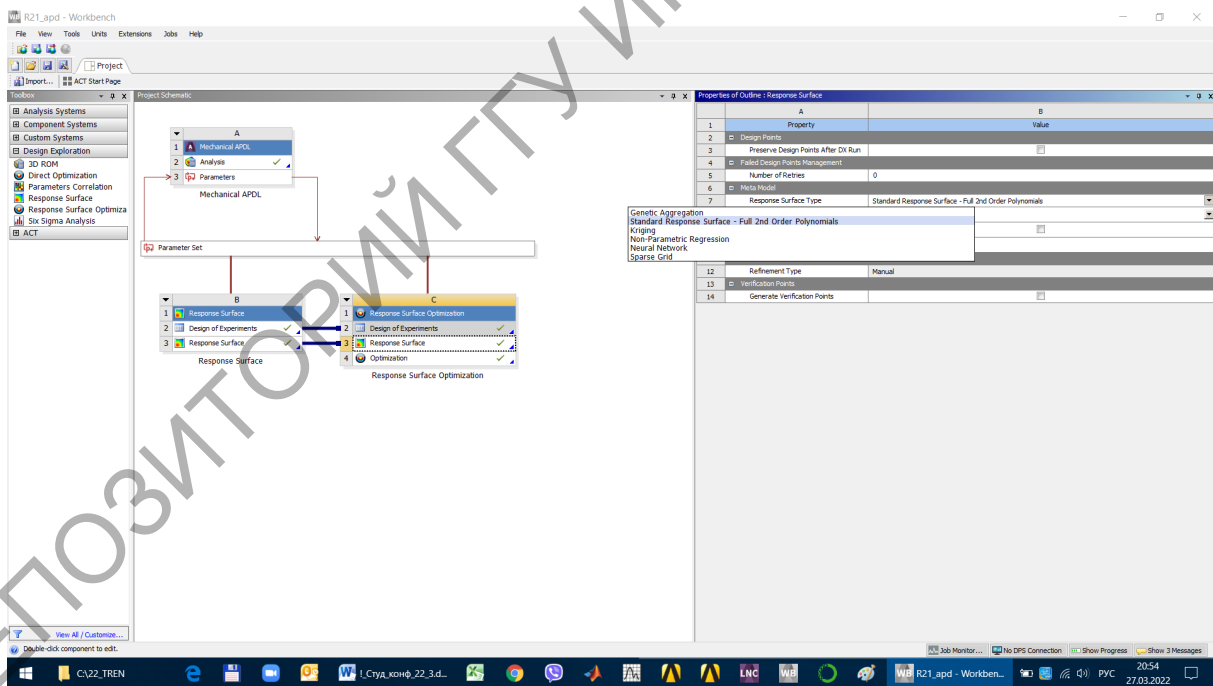 R21_apd - Workbench
File View Tools Units Extensions Jobs Help
Project
Import... ACT Start Page
Toolbox
Analysis Systems
Component Systems
Custom Systems
Design Exploration
3D ROM
Direct Optimization
Parameters Correlation
Response Surface
Response Surface Optimiza
Six Sigma Analysis
ACT
View All / Customize...
Project Schematic
A
1 Mechanical APDL
2 Analysis
3 Parameters
Mechanical APDL
Parameter Set
B
1 Response Surface
2 Design of Experiments
3 Response Surface
Response Surface
C
1 Response Surface Optimization
2 Design of Experiments
3 Response Surface
4 Optimization
Response Surface Optimization
Properties of Outline : Response Surface
A B
1 Property Value
2 Design Points
3 Preserve Design Points After DX Run
4 Failed Design Points Management
5 Number of Retries 0
6 Meta Model
7 Response Surface Type Standard Response Surface - Full 2nd Order Polynomials
Genetic Aggregation
Standard Response Surface - Full 2nd Order Polynomials
Kriging
Non-Parametric Regression
Neural Network
Sparse Grid
12 Refinement Type Manual
13 Verification Points
14 Generate Verification Points
Double-click component to edit.
Job Monitor... No DPS Connection Show Progress Show 3 Messages
C:\22_TREN
!_Студ_конф_22_3.d...
LNC
WB
WB R21_apd - Workben...
РУС
20:54
27.03.2022
ПОЗИТОРИЙ ГГУ И